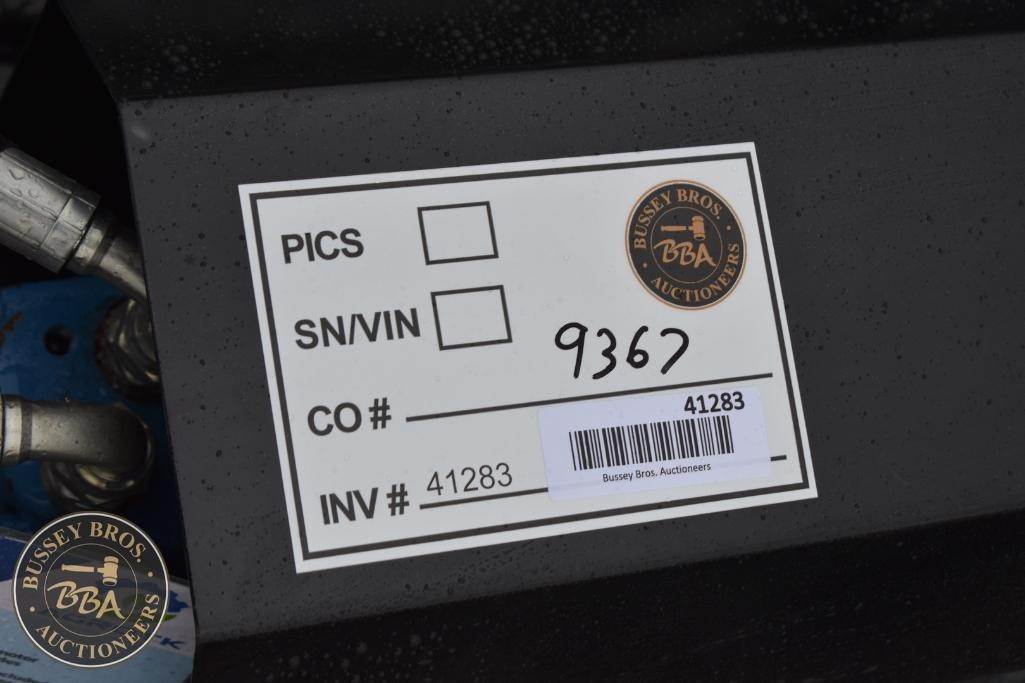 PICS
BUSSEY BROS.
BBA
AUCTIONEERS
SN/VIN
9367
CO #
41283
Bussey Bros. Auctioneers
INV # 41283
BUSSEY BROS.
BBA
AUCTIONEERS